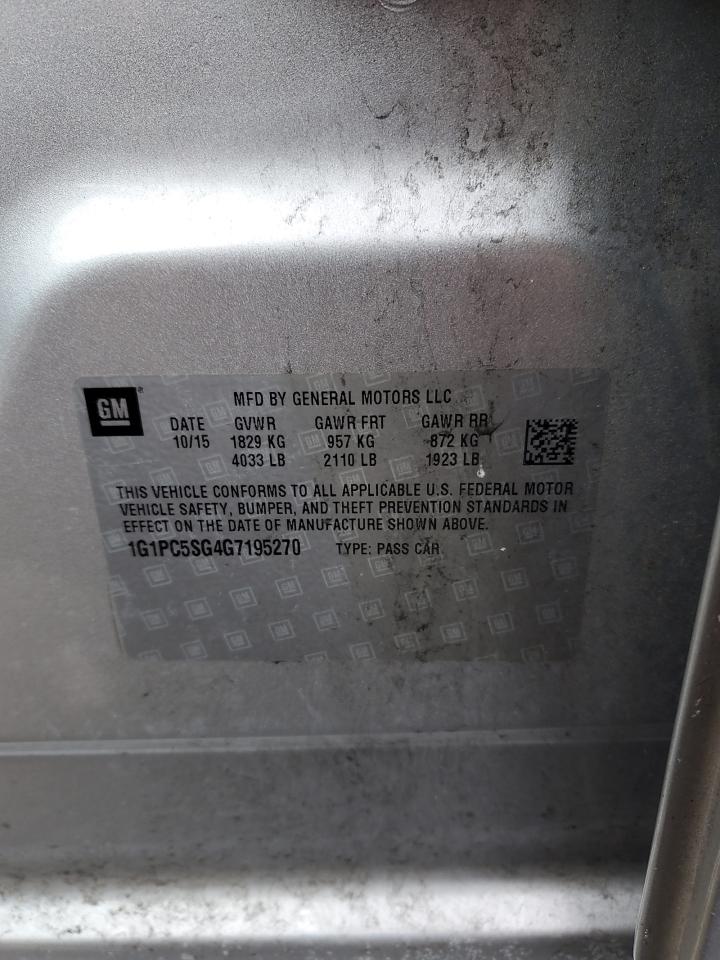 GM
MFD BY GENERAL MOTORS LLC
DATE GVWR GAWR FRT GAWR RR
10/15 1829 KG 957 KG 872 KG
4033 LB 2110 LB 1923 LB
THIS VEHICLE CONFORMS TO ALL APPLICABLE U.S. FEDERAL MOTOR
VEHICLE SAFETY, BUMPER, AND THEFT PREVENTION STANDARDS IN
EFFECT ON THE DATE OF MANUFACTURE SHOWN ABOVE.
1G1PC5SG4G7195270 TYPE: PASS CAR